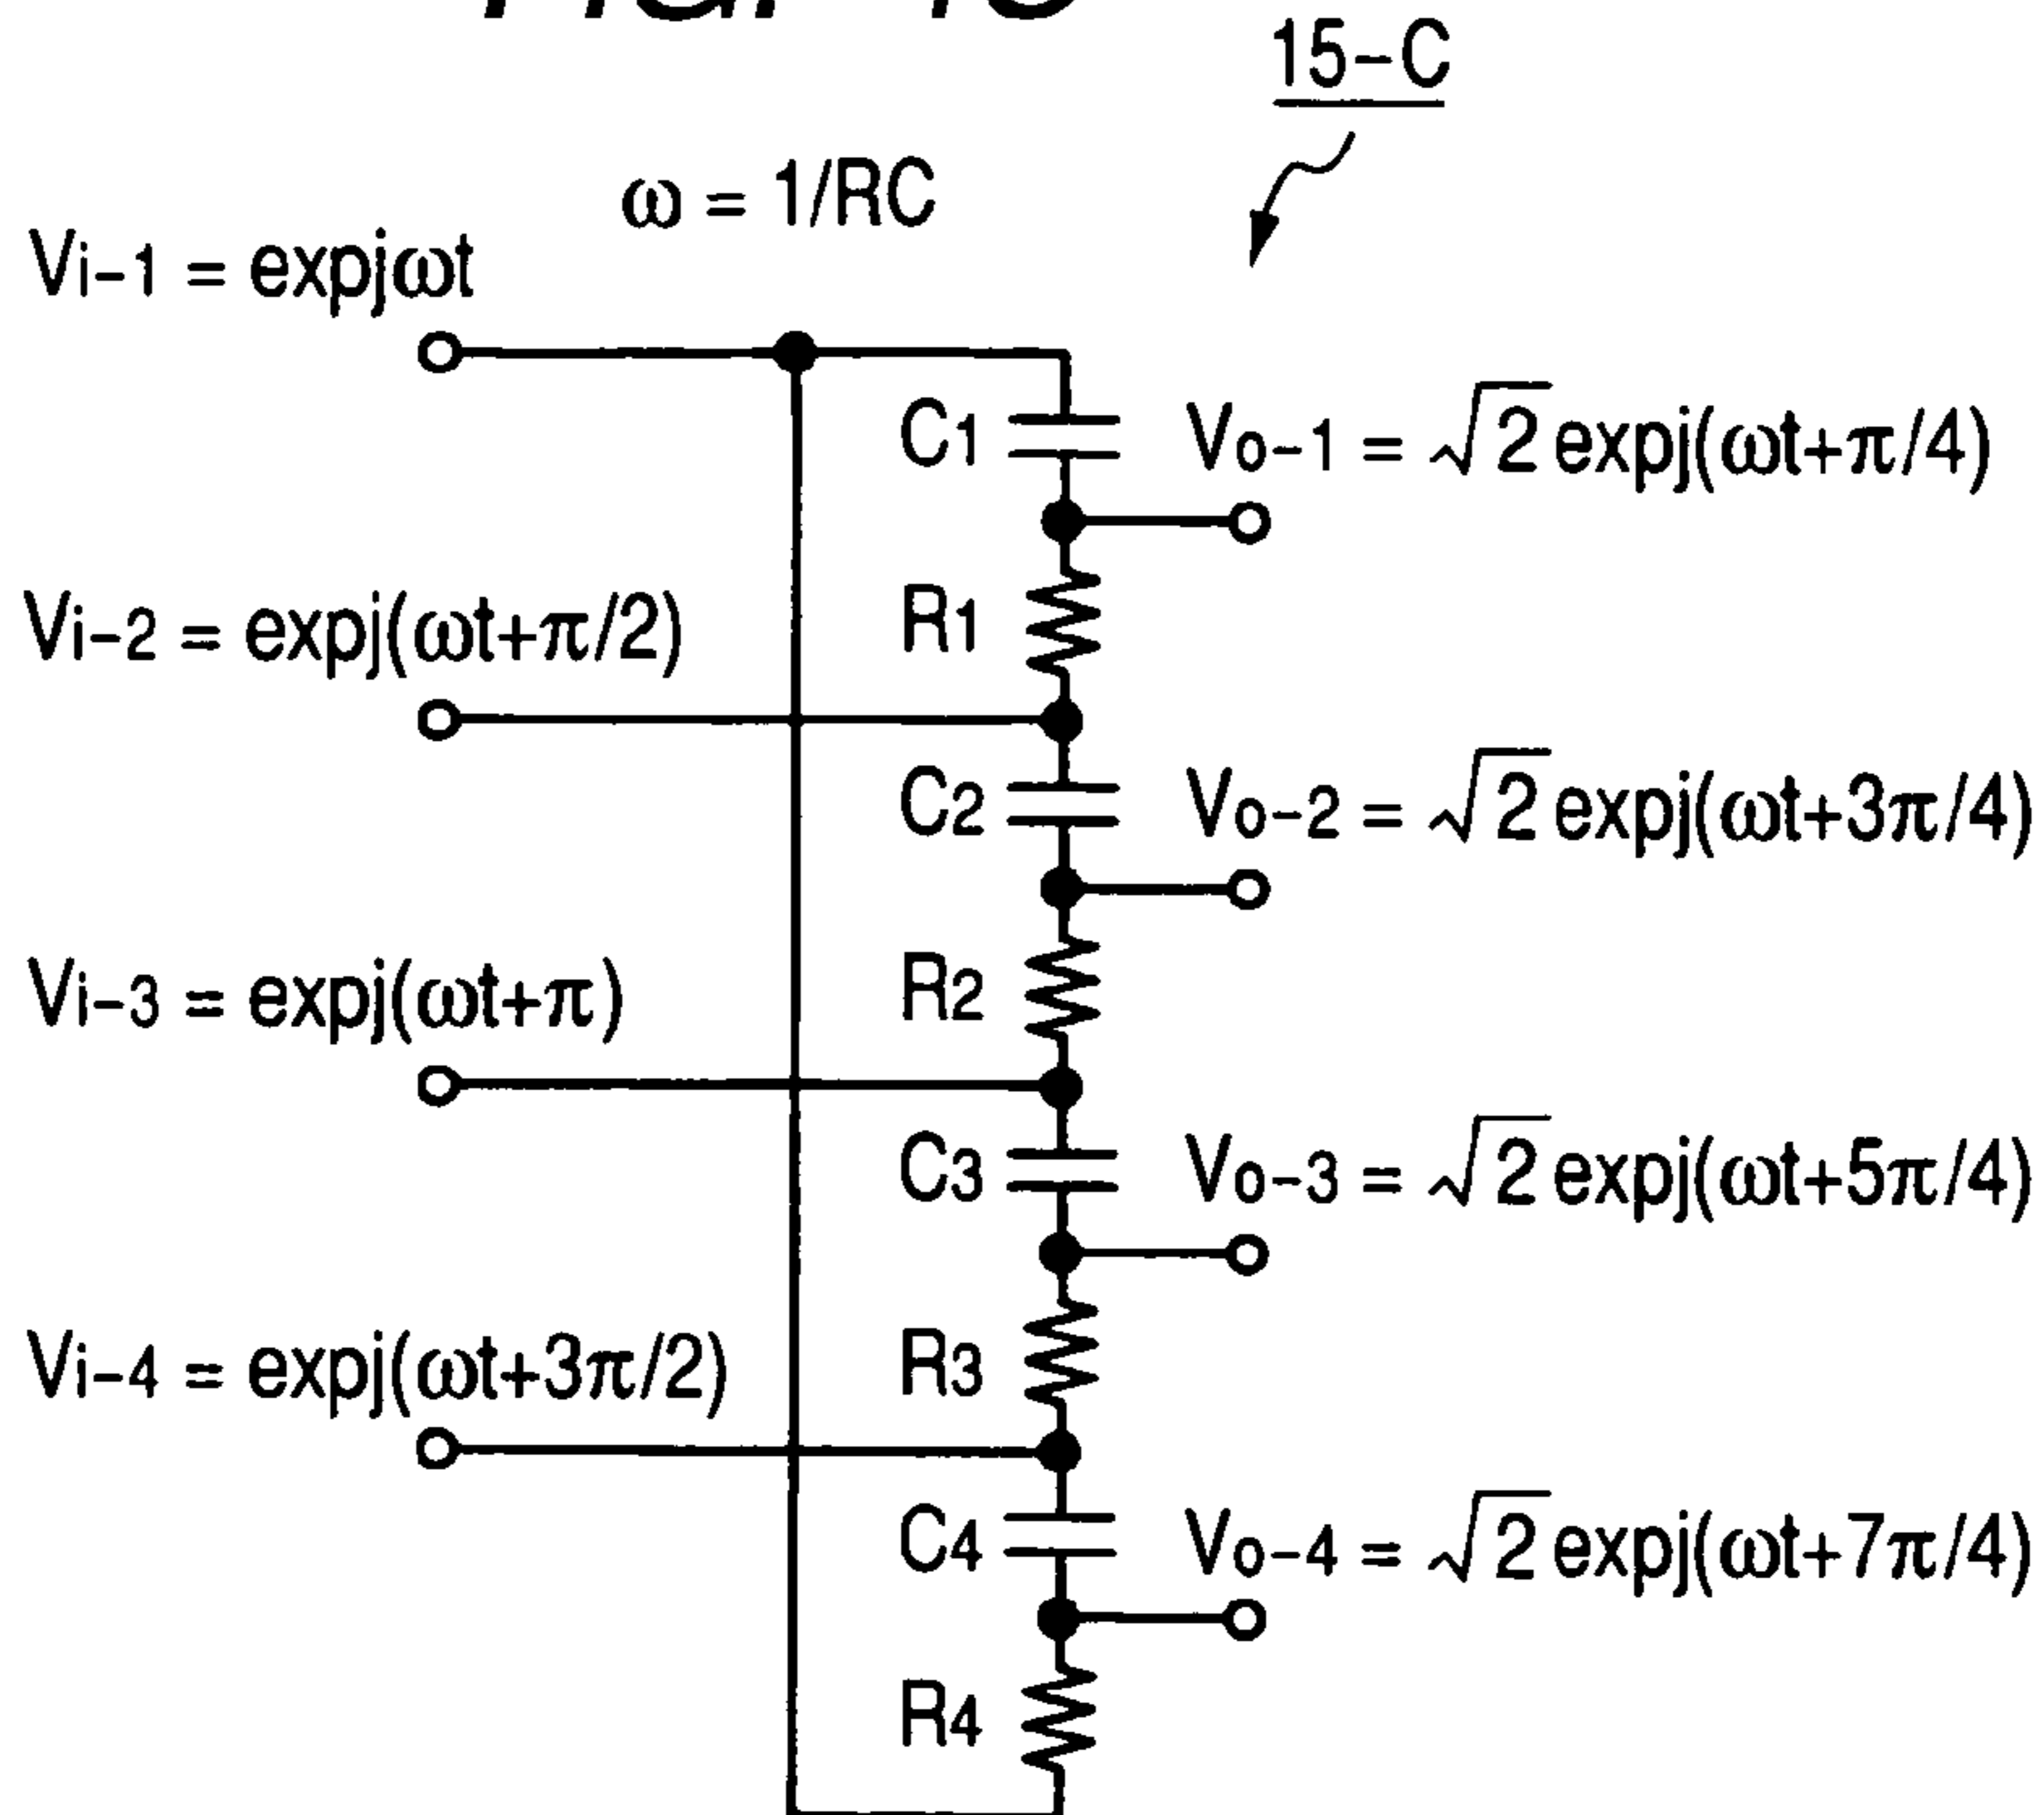 15-C
ω = 1/RC
Vi-1 = expjωt
C1
Vo-1 = √2 expj(ωt+π/4)
R1
Vi-2 = expj(ωt+π/2)
C2
Vo-2 = √2 expj(ωt+3π/4)
R2
Vi-3 = expj(ωt+π)
C3
Vo-3 = √2 expj(ωt+5π/4)
R3
Vi-4 = expj(ωt+3π/2)
C4
Vo-4 = √2 expj(ωt+7π/4)
R4